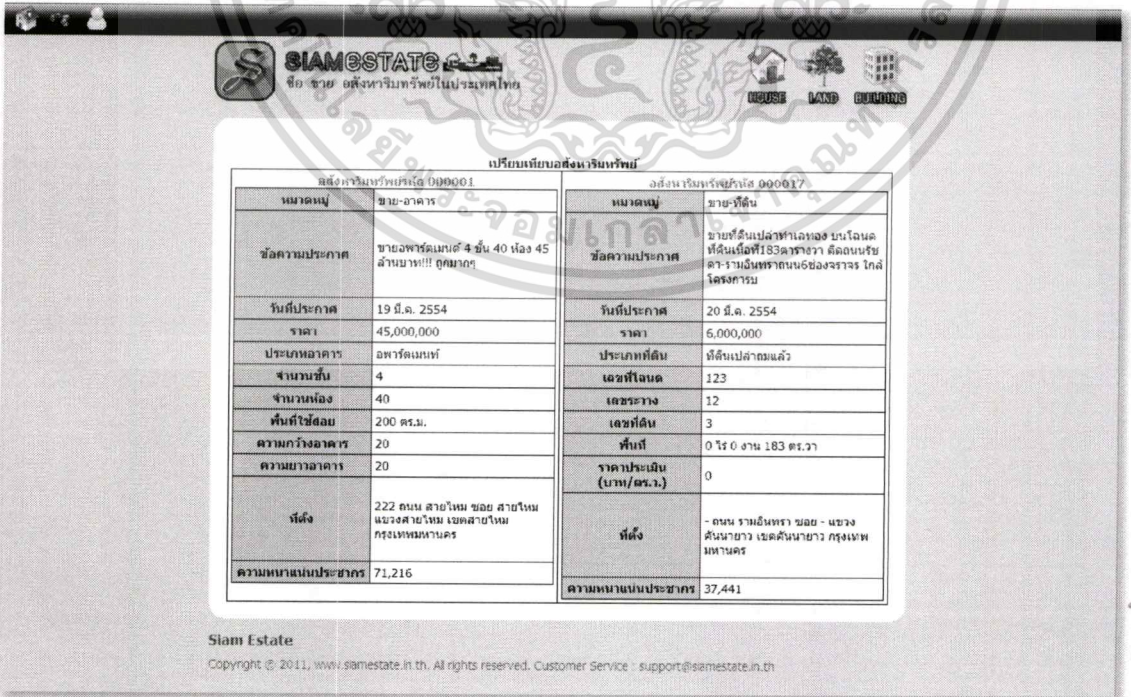 SIAMESTATE
ซื้อ ขาย อสังหาริมทรัพย์ในประเทศไทย
HOUSE LAND BUILDING
เปรียบเทียบอสังหาริมทรัพย์
อสังหาริมทรัพย์รหัส 000001
หมวดหมู่ ขาย-อาคาร
ข้อความประกาศ ขายอพาร์ตเมนต์ 4 ชั้น 40 ห้อง 45
ล้านบาท!!! ถูกมากๆ
วันที่ประกาศ 19 มี.ค. 2554
ราคา 45,000,000
ประเภทอาคาร อพาร์ตเมนท์
จำนวนชั้น 4
จำนวนห้อง 40
พื้นที่ใช้สอย 200 ตร.ม.
ความกว้างอาคาร 20
ความยาวอาคาร 20
ที่ตั้ง 222 ถนน สายไหม ซอย สายไหม
แขวงสายไหม เขตสายไหม
กรุงเทพมหานคร
ความหนาแน่นประชากร 71,216
อสังหาริมทรัพย์รหัส 000017
หมวดหมู่ ขาย-ที่ดิน
ข้อความประกาศ ขายที่ดินเปล่าทำเลทอง บนโฉนด
ที่ดินเนื้อที่183ตารางวา ติดถนนรัช
ดา-รามอินทราถนน6ช่องจราจร ใกล้
โครงการบ
วันที่ประกาศ 20 มี.ค. 2554
ราคา 6,000,000
ประเภทที่ดิน ที่ดินเปล่าถมแล้ว
เลขที่โฉนด 123
เลขระวาง 12
เลขที่ดิน 3
พื้นที่ 0 ไร่ 0 งาน 183 ตร.วา
ราคาประเมิน
(บาท/ตร.ว.) 0
ที่ตั้ง - ถนน รามอินทรา ซอย - แขวง
คันนายาว เขตคันนายาว กรุงเทพ
มหานคร
ความหนาแน่นประชากร 37,441
Siam Estate
Copyright © 2011, www.siamestate.in.th. All rights reserved. Customer Service : support@siamestate.in.th